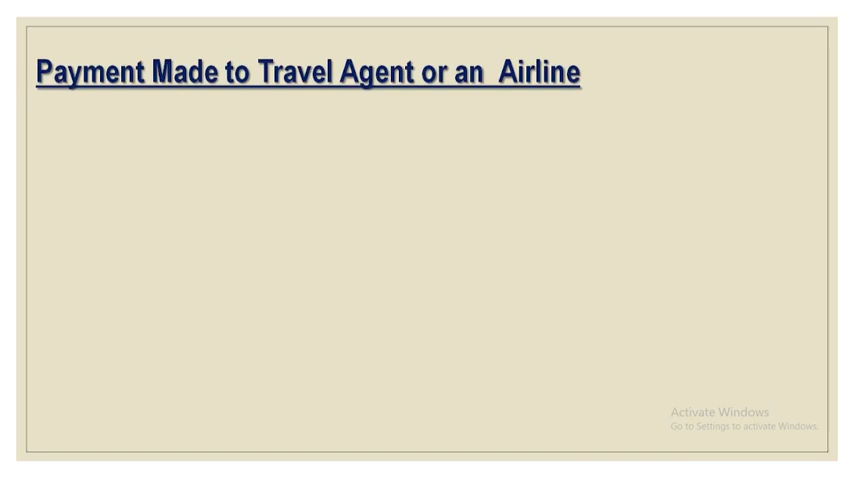 Payment Made to Travel Agent or an  Airline
Activate Windows
Go to Settings to activate Windows.